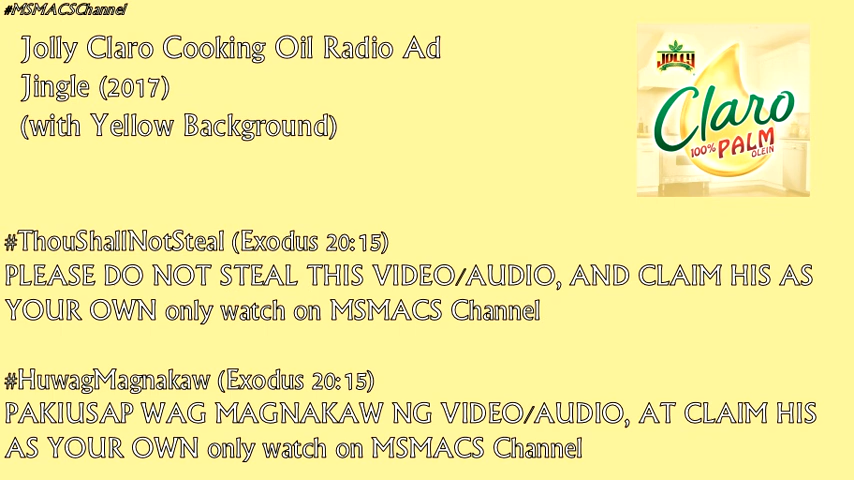 #MSMACSChannel
Jolly Claro Cooking Oil Radio Ad
Jingle (2017)
(with Yellow Background)
JOLLY
Claro
100% PALM
OLEIN
#ThouShallNotSteal (Exodus 20:15)
PLEASE DO NOT STEAL THIS VIDEO/AUDIO, AND CLAIM HIS AS
YOUR OWN only watch on MSMACS Channel
#HuwagMagnakaw (Exodus 20:15)
PAKIUSAP WAG MAGNAKAW NG VIDEO/AUDIO, AT CLAIM HIS
AS YOUR OWN only watch on MSMACS Channel